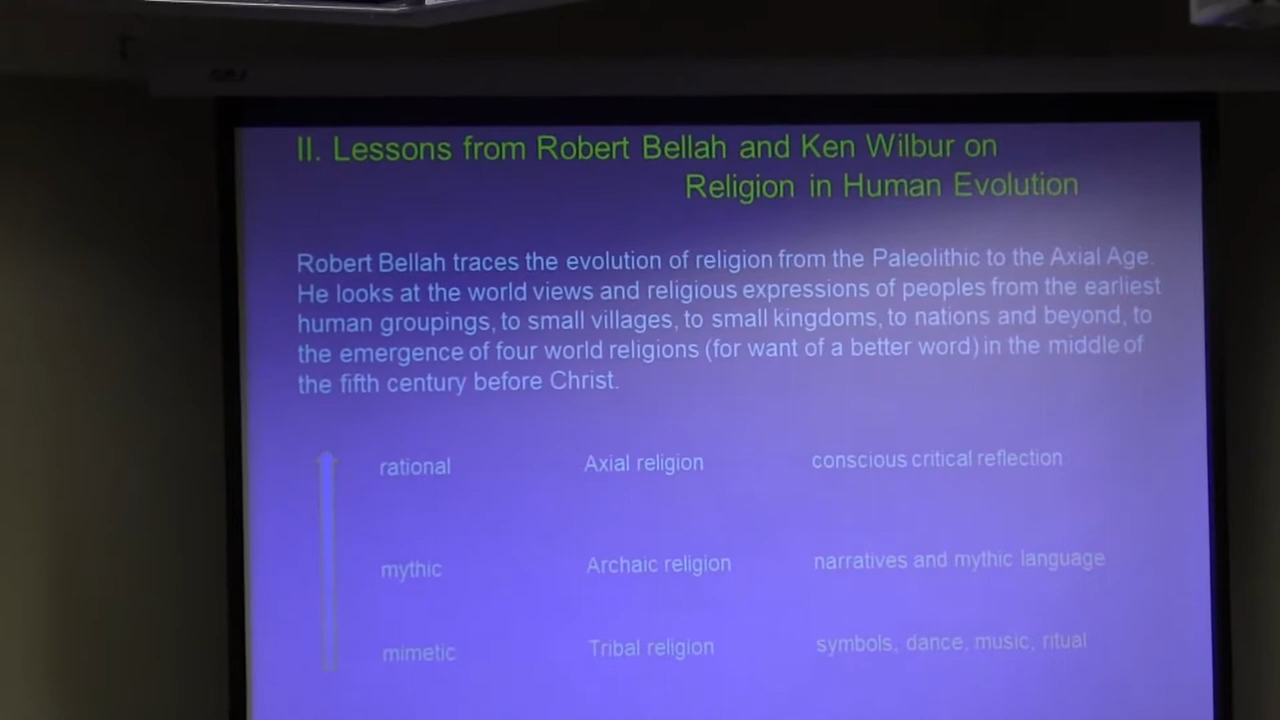 II. Lessons from Robert Bellah and Ken Wilbur on
Religion in Human Evolution
Robert Bellah traces the evolution of religion from the Paleolithic to the Axial Age.
He looks at the world views and religious expressions of peoples from the earliest
human groupings, to small villages, to small kingdoms, to nations and beyond, to
the emergence of four world religions (for want of a better word) in the middle of
the fifth century before Christ.
rational Axial religion conscious critical reflection
mythic Archaic religion narratives and mythic language
mimetic Tribal religion symbols, dance, music, ritual